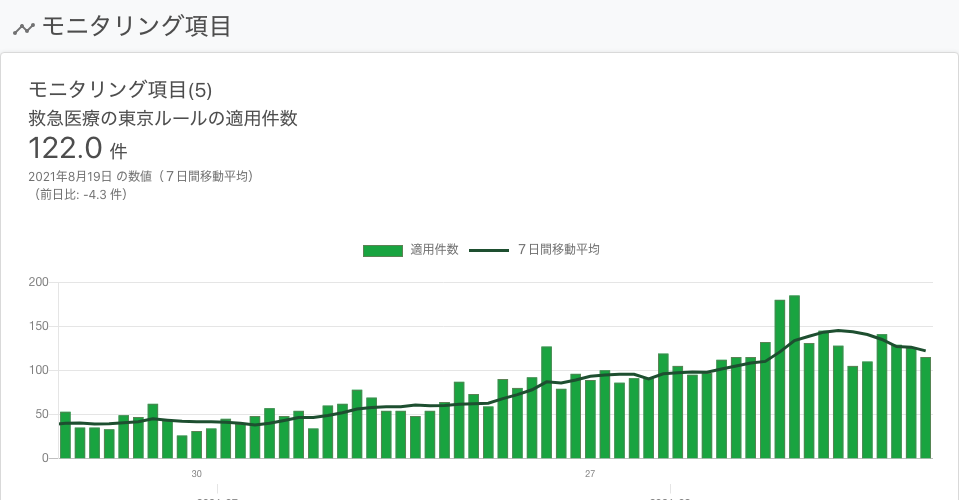 モニタリング項目
モニタリング項目(5)
救急医療の東京ルールの適用件数
122.0 件
2021年8月19日 の数値（７日間移動平均）
（前日比: -4.3 件）
適用件数 ７日間移動平均
200
150
100
50
0
30 27